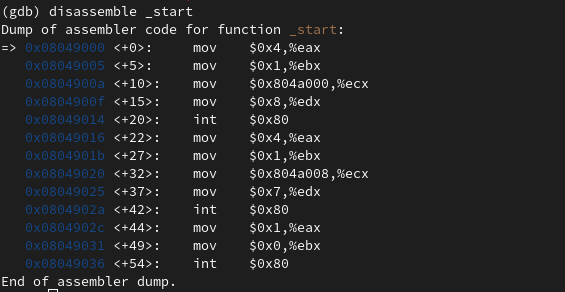 (gdb) disassemble _start
Dump of assembler code for function _start:
=> 0x08049000 <+0>:     mov    $0x4,%eax
   0x08049005 <+5>:     mov    $0x1,%ebx
   0x0804900a <+10>:    mov    $0x804a000,%ecx
   0x0804900f <+15>:    mov    $0x8,%edx
   0x08049014 <+20>:    int    $0x80
   0x08049016 <+22>:    mov    $0x4,%eax
   0x0804901b <+27>:    mov    $0x1,%ebx
   0x08049020 <+32>:    mov    $0x804a008,%ecx
   0x08049025 <+37>:    mov    $0x7,%edx
   0x0804902a <+42>:    int    $0x80
   0x0804902c <+44>:    mov    $0x1,%eax
   0x08049031 <+49>:    mov    $0x0,%ebx
   0x08049036 <+54>:    int    $0x80
End of assembler dump.